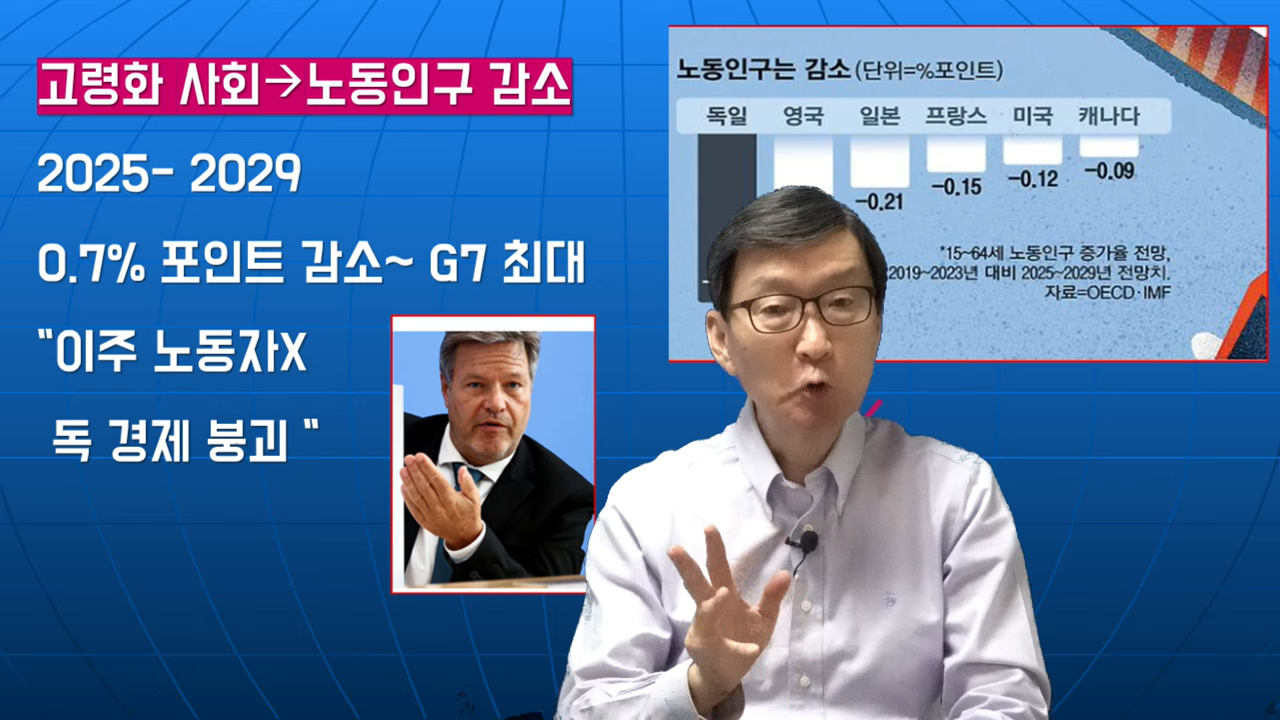 고령화 사회→노동인구 감소
2025- 2029
0.7% 포인트 감소~ G7 최대
"이주 노동자X
독 경제 붕괴 "
노동인구는 감소 (단위=%포인트)
독일 영국 일본 프랑스 미국 캐나다
-0.21 -0.15 -0.12 -0.09
*15~64세 노동인구 증가율 전망,
2019~2023년 대비 2025~2029년 전망치.
자료=OECD·IMF